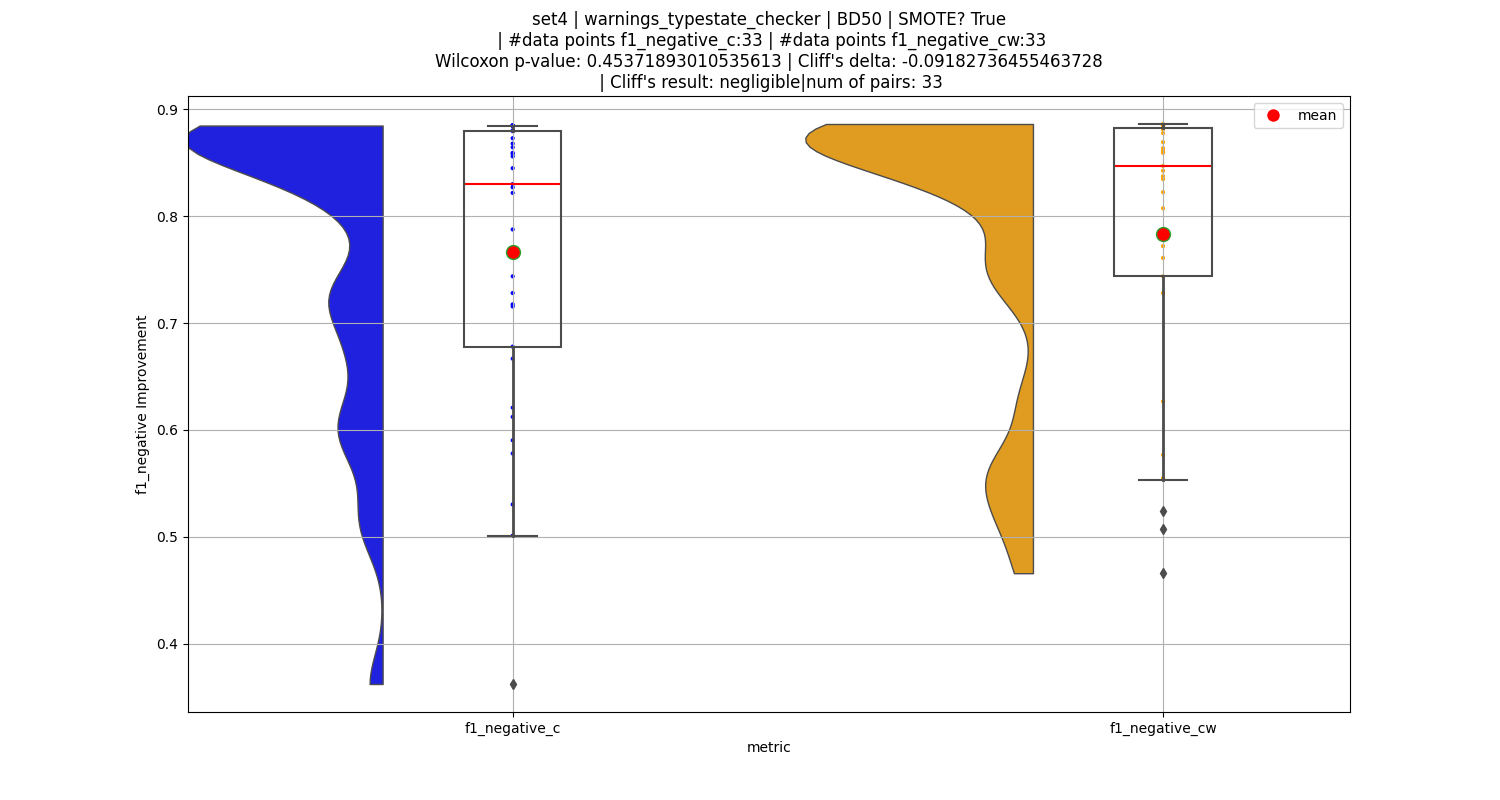 set4 | warnings_typestate_checker | BD50 | SMOTE? True
| #data points f1_negative_c:33 | #data points f1_negative_cw:33
Wilcoxon p-value: 0.45371893010535613 | Cliff's delta: -0.09182736455463728
| Cliff's result: negligible|num of pairs: 33
mean
0.9
0.8
0.7
0.6
0.5
0.4
f1_negative Improvement
f1_negative_c
f1_negative_cw
metric